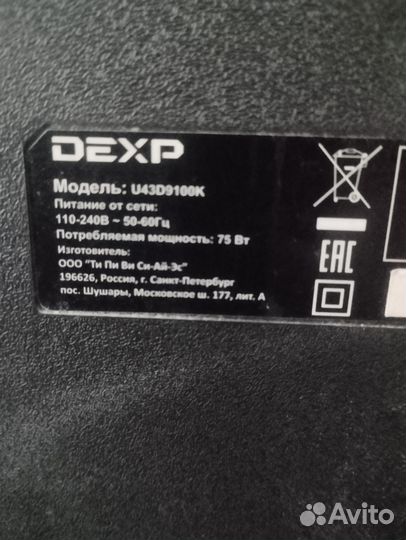 DEXP
Модель: U43D9100K
Питание от сети:
110-240В ~ 50-60Гц
Потребляемая мощность: 75 Вт
Изготовитель:
ООО "Ти Пи Ви Си-Ай-Эс"
196626, Россия, г. Санкт-Петербург
пос. Шушары, Московское ш. 177, лит. А
EAC
Avito